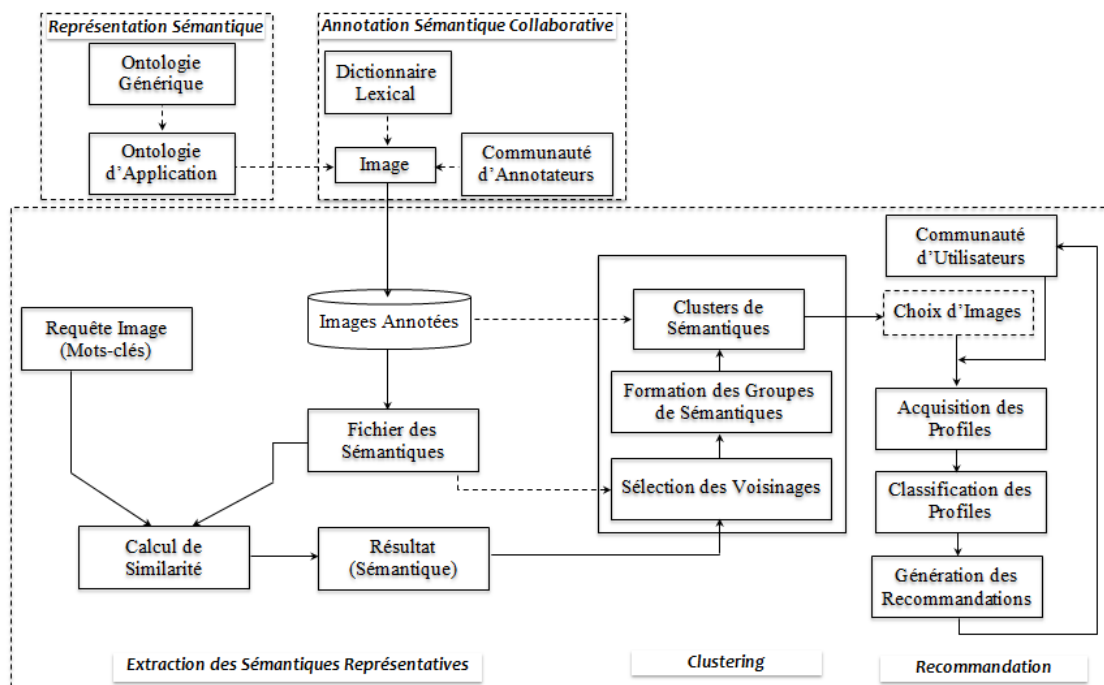 Représentation Sémantique
Annotation Sémantique Collaborative
Ontologie
Générique
Dictionnaire
Lexical
Ontologie
d'Application
Image
Communauté
d'Annotateurs
Communauté
d'Utilisateurs
Requête Image
(Mots-clés)
Images Annotées
Clusters de
Sémantiques
Choix d'Images
Formation des Groupes
de Sémantiques
Acquisition des
Profiles
Fichier des
Sémantiques
Sélection des Voisinages
Classification des
Profiles
Calcul de
Similarité
Résultat
(Sémantique)
Génération des
Recommandations
Extraction des Sémantiques Représentatives
Clustering
Recommandation